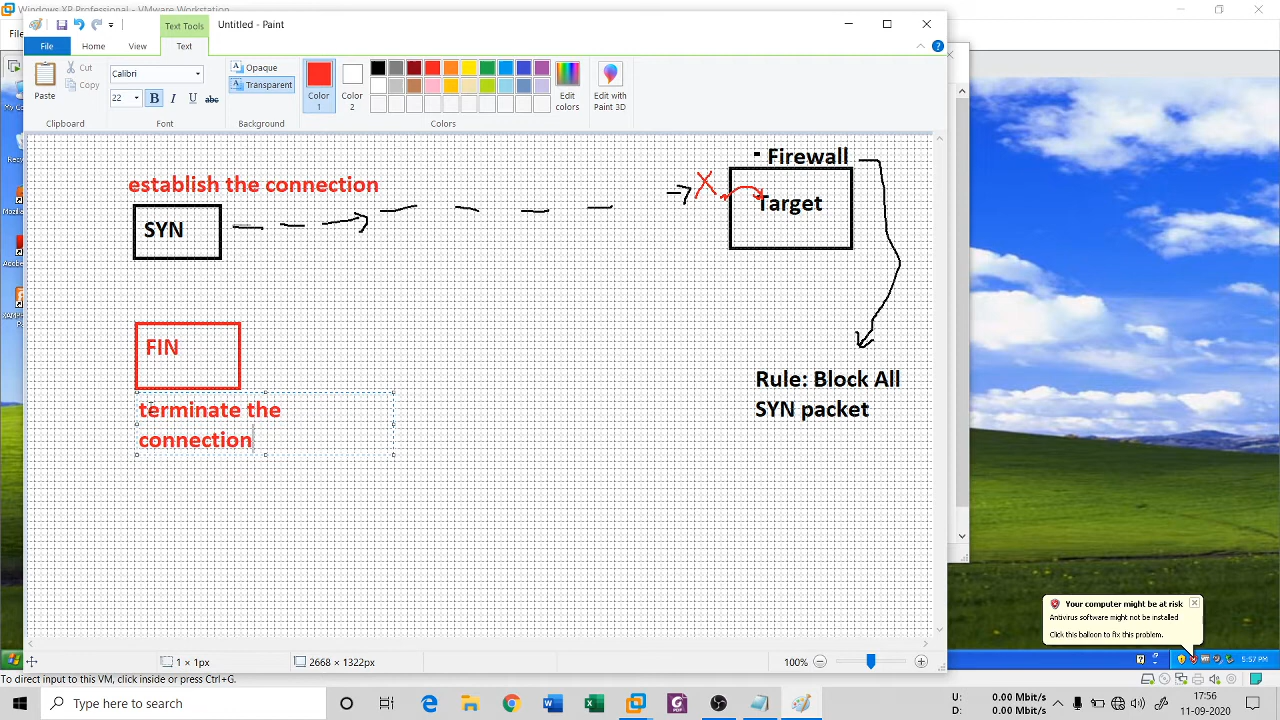 Windows XP Professional - VMware Workstation
Untitled - Paint
Text Tools
File
Home
View
Text
Paste
Cut
Copy
Clipboard
Calibri
22
B I U abc
Font
Opaque
Transparent
Background
Color 1
Color 2
Edit colors
Colors
Edit with Paint 3D
Firewall
establish the connection
SYN
Target
FIN
terminate the
connection
Rule: Block All
SYN packet
Your computer might be at risk
Antivirus software might not be installed
Click this balloon to fix this problem.
1 × 1px
2668 × 1322px
100%
5:57 PM
To direct input to this VM, click inside or press Ctrl+G.
Type here to search
U: 0.00 Mbit/s
D: 0.00 Mbit/s
17:56
11-09-2020